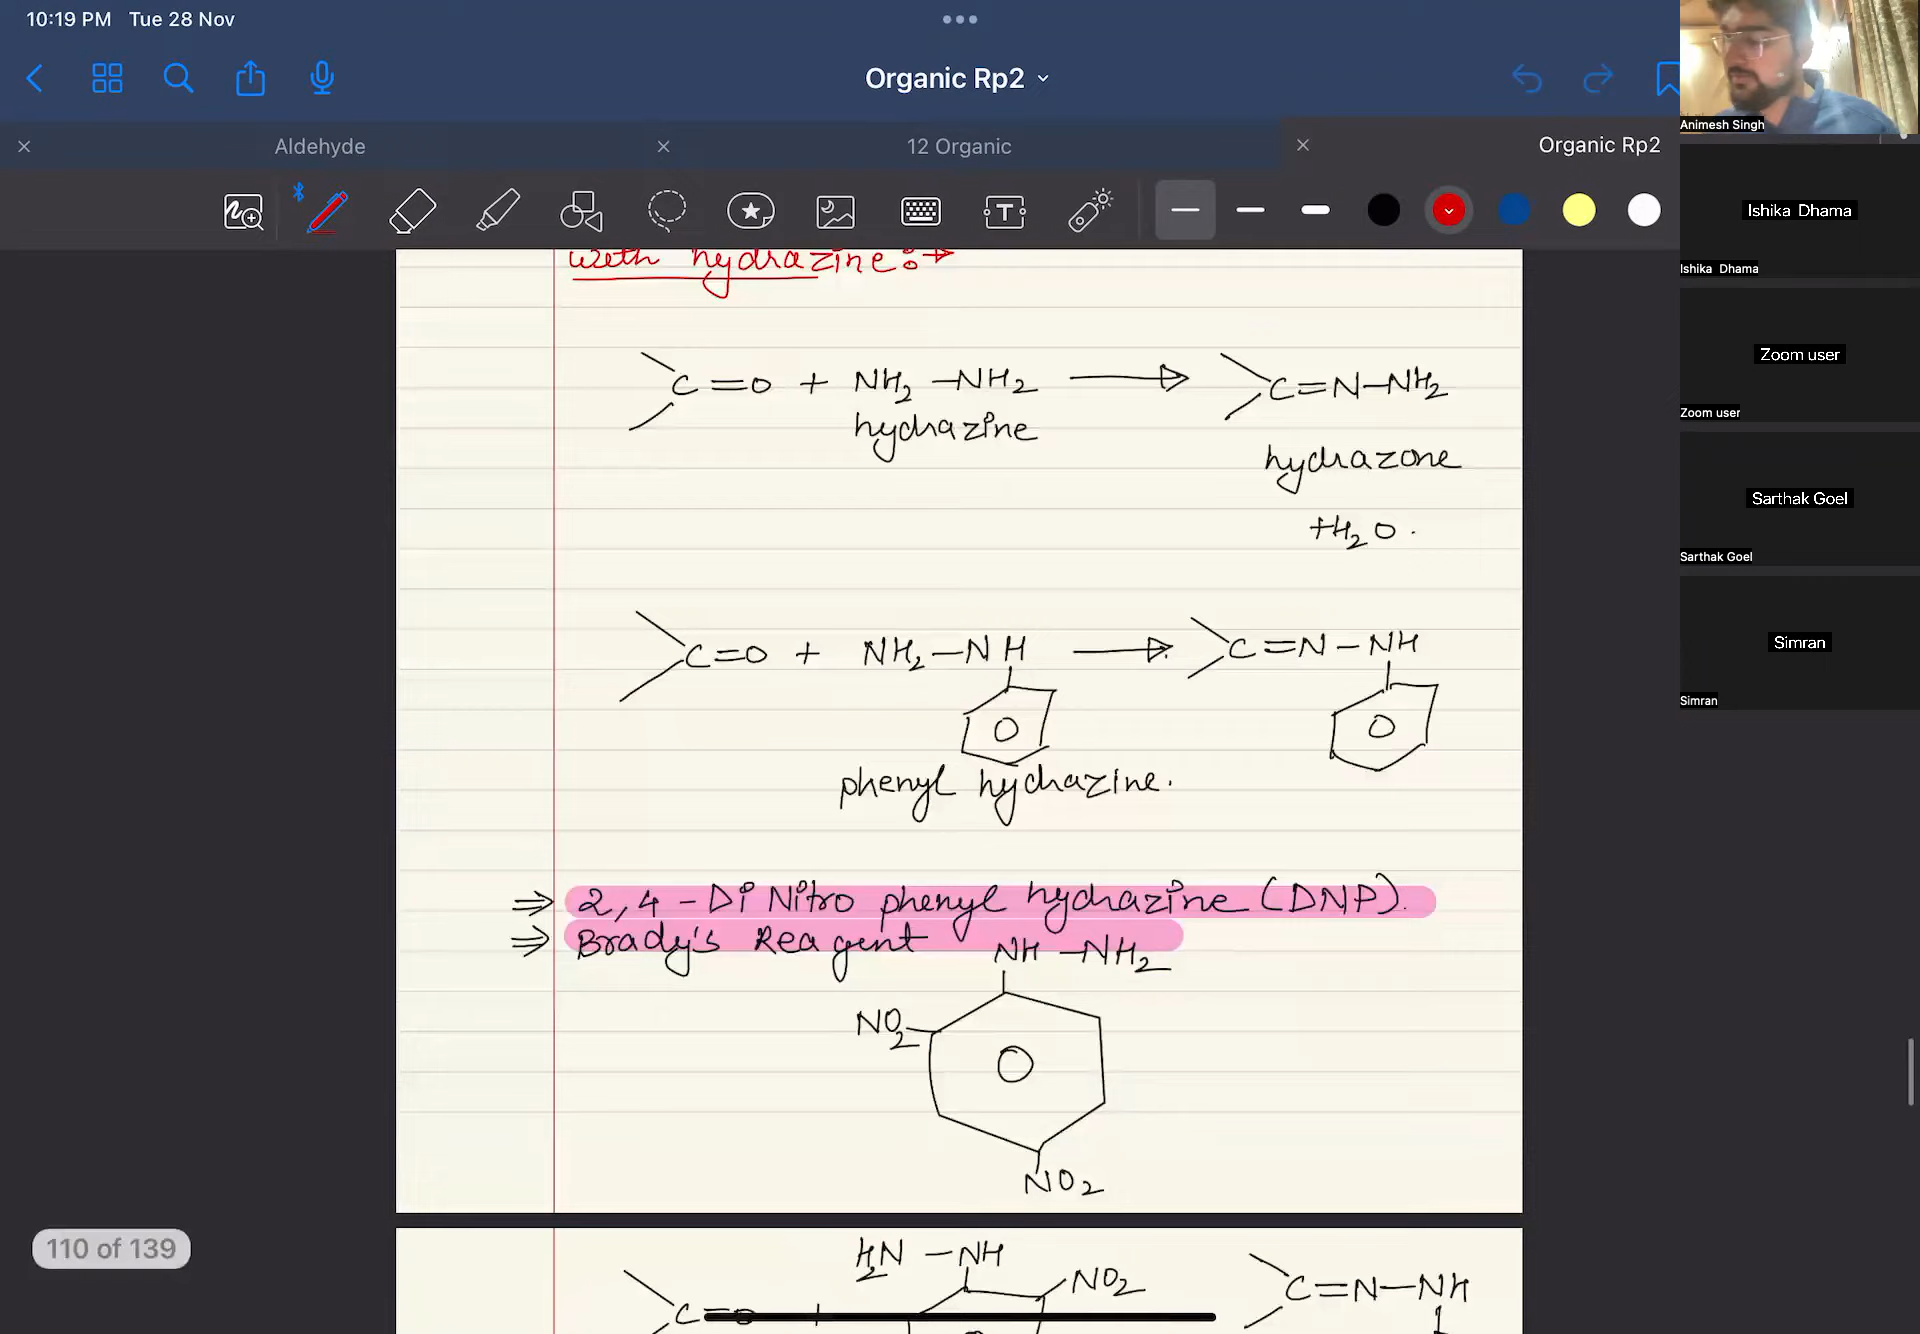 10:19 PM Tue 28 Nov
Organic Rp2
Aldehyde
12 Organic
Organic Rp2
with hydrazine:→
C=O + NH2-NH2 → C=N-NH2
hydrazine
hydrazone
+H2O.
C=O + NH2-NH → C=N-NH
phenyl hydrazine.
⇒ 2,4-Di Nitro phenyl hydrazine (DNP).
⇒ Brady's Reagent
NH-NH2
NO2
NO2
H2N-NH
NO2
C=O +
C=N-NH
110 of 139
Animesh Singh
Ishika Dhama
Ishika Dhama
Zoom user
Zoom user
Sarthak Goel
Sarthak Goel
Simran
Simran